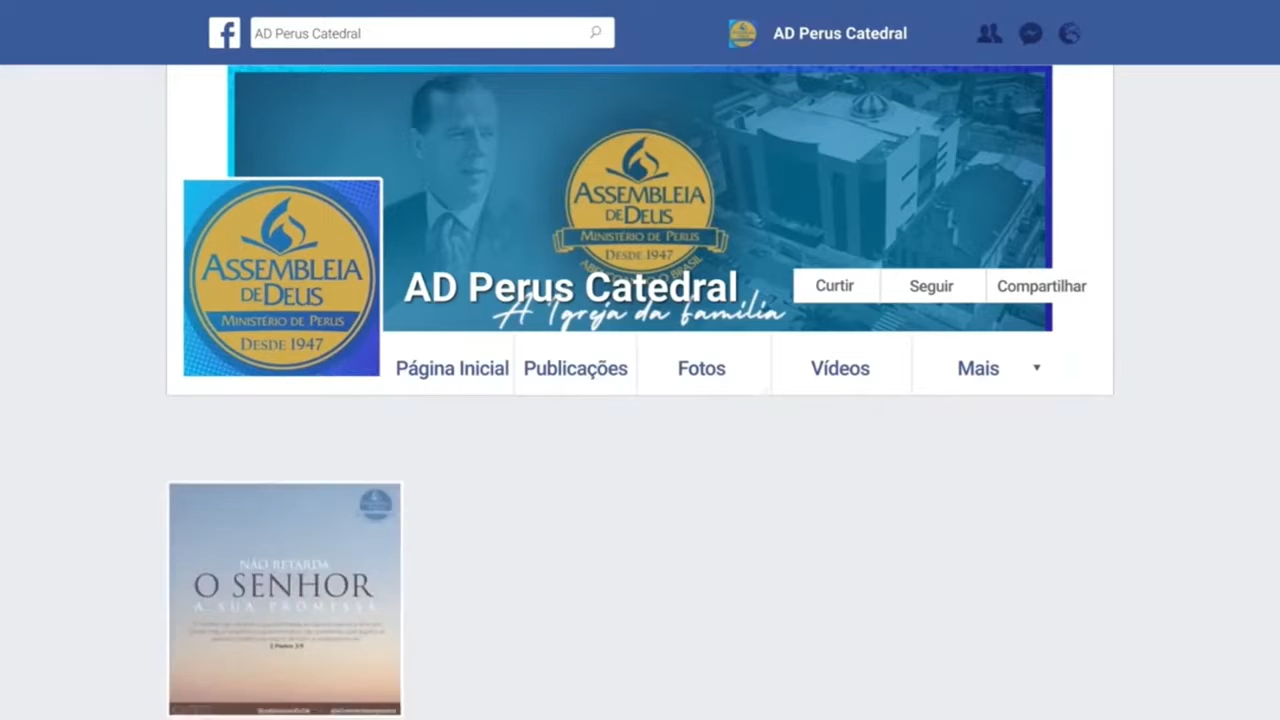 AD Perus Catedral
AD Perus Catedral
ASSEMBLEIA
DE DEUS
MINISTÉRIO DE PERUS
DESDE 1947
ASSEMBLEIA
DE DEUS
MINISTÉRIO DE PERUS
DESDE 1947
AD Perus Catedral
A Igreja da família
Curtir
Seguir
Compartilhar
Página Inicial
Publicações
Fotos
Vídeos
Mais
NÃO RETARDA
O SENHOR
A SUA PROMESSA
2 Pedro 3:9